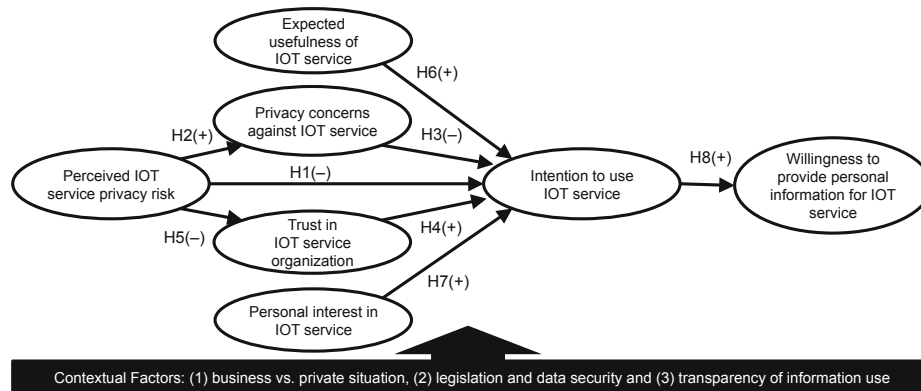 Expected
usefulness of
IOT service
H6(+)
Privacy concerns
against IOT service
H2(+)
H3(–)
H8(+)
Perceived IOT
service privacy risk
H1(–)
Intention to use
IOT service
Willingness to
provide personal
information for IOT
service
H5(–)
Trust in
IOT service
organization
H4(+)
H7(+)
Personal interest in
IOT service
Contextual Factors: (1) business vs. private situation, (2) legislation and data security and (3) transparency of information use